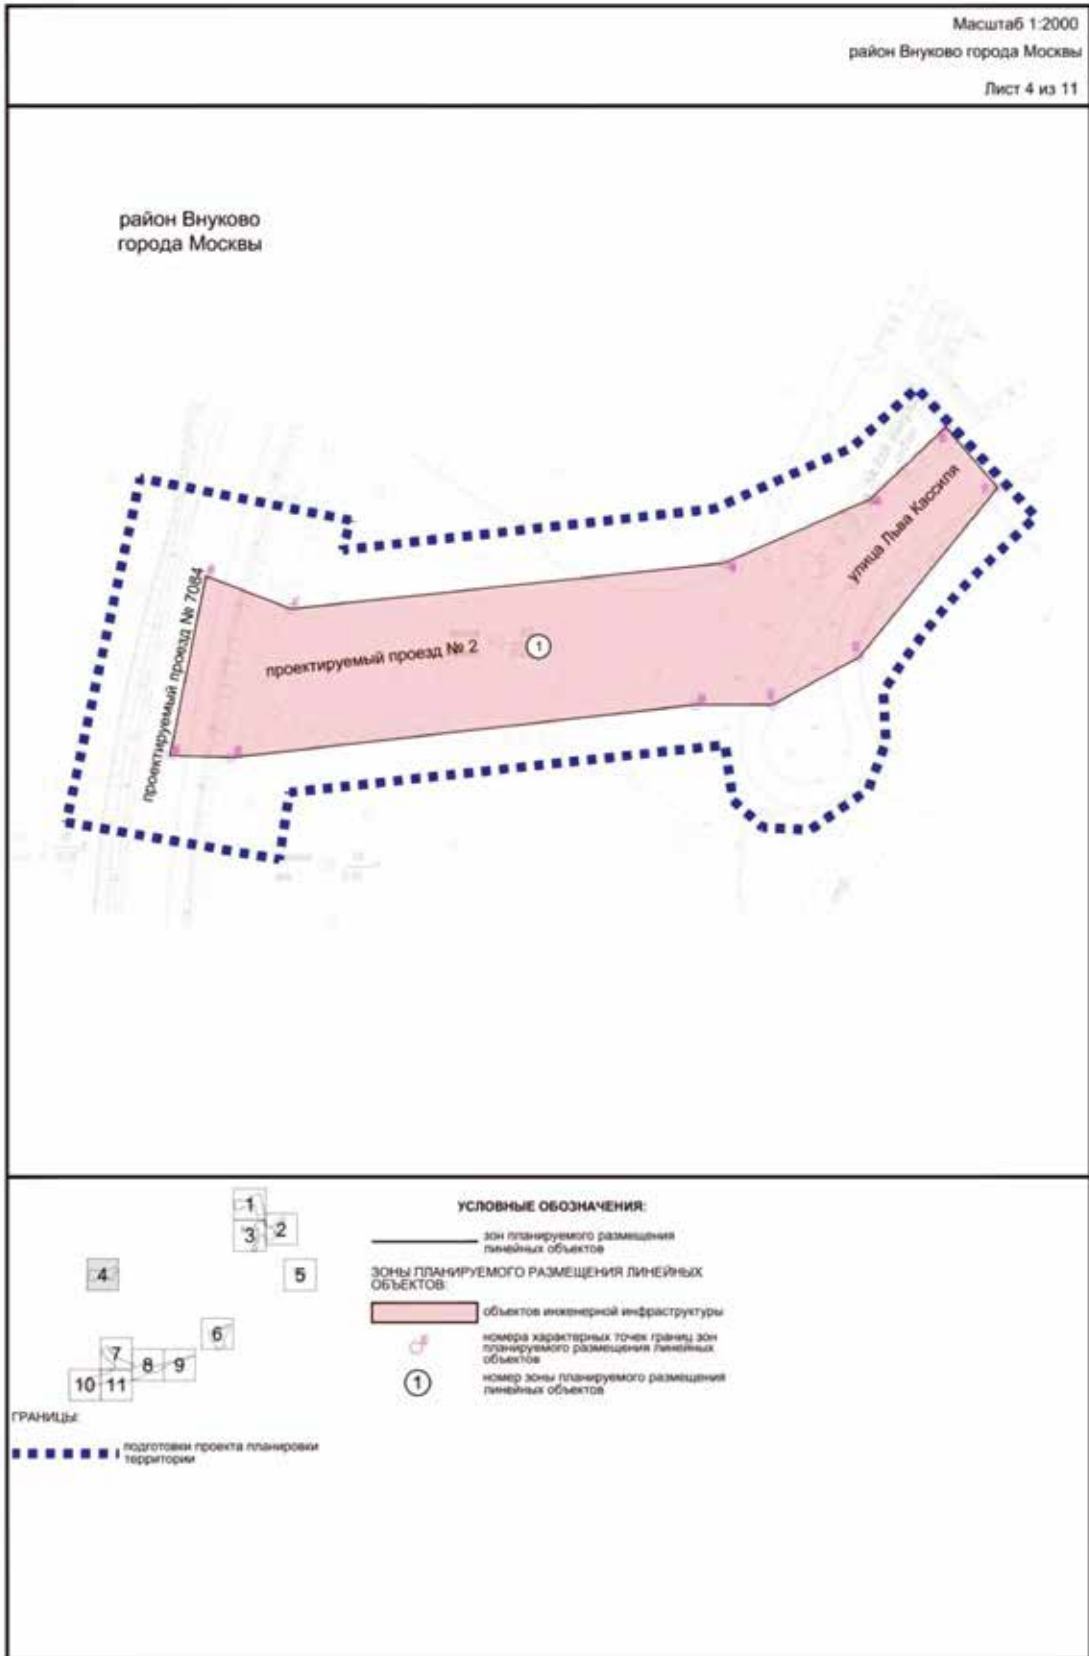 Масштаб 1:2000
район Внуково города Москвы
Лист 4 из 11
район Внуково
города Москвы
улица Льва Кассиля
проектируемый проезд № 7084
проектируемый проезд № 2
1
1
2
3
4
5
6
7
8
9
10
11
УСЛОВНЫЕ ОБОЗНАЧЕНИЯ:
зон планируемого размещения
линейных объектов
ЗОНЫ ПЛАНИРУЕМОГО РАЗМЕЩЕНИЯ ЛИНЕЙНЫХ
ОБЪЕКТОВ:
объектов инженерной инфраструктуры
номера характерных точек границ зон
планируемого размещения линейных
объектов
1
номер зоны планируемого размещения
линейных объектов
ГРАНИЦЫ:
подготовки проекта планировки
территории